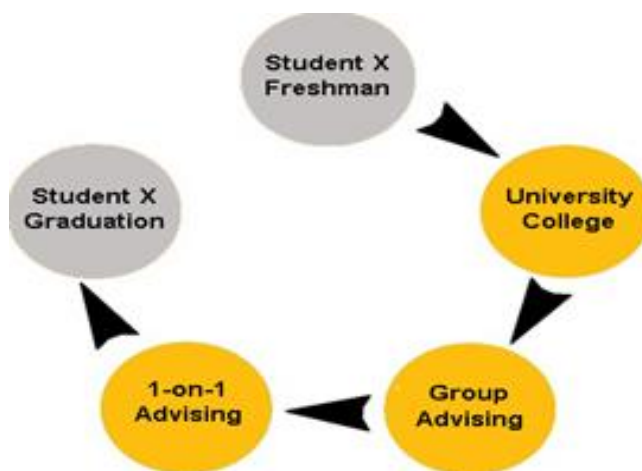 Student X
Freshman
University
College
Group
Advising
1-on-1
Advising
Student X
Graduation